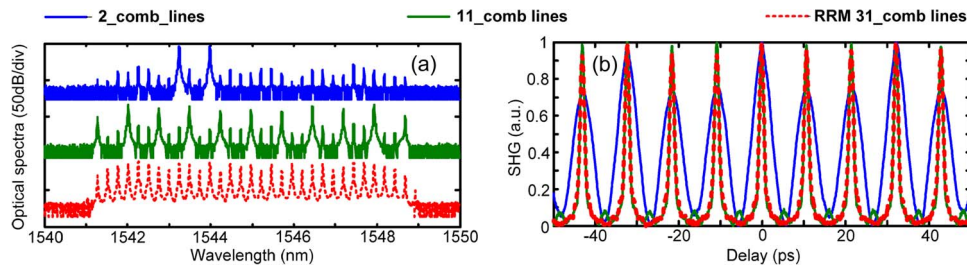 2_comb_lines
11_comb lines
RRM 31_comb lines
(a)
Optical spectra (50dB/div)
1540 1542 1544 1546 1548 1550
Wavelength (nm)
(b)
SHG (a.u.)
1
0.8
0.6
0.4
0.2
0
-40 -20 0 20 40
Delay (ps)